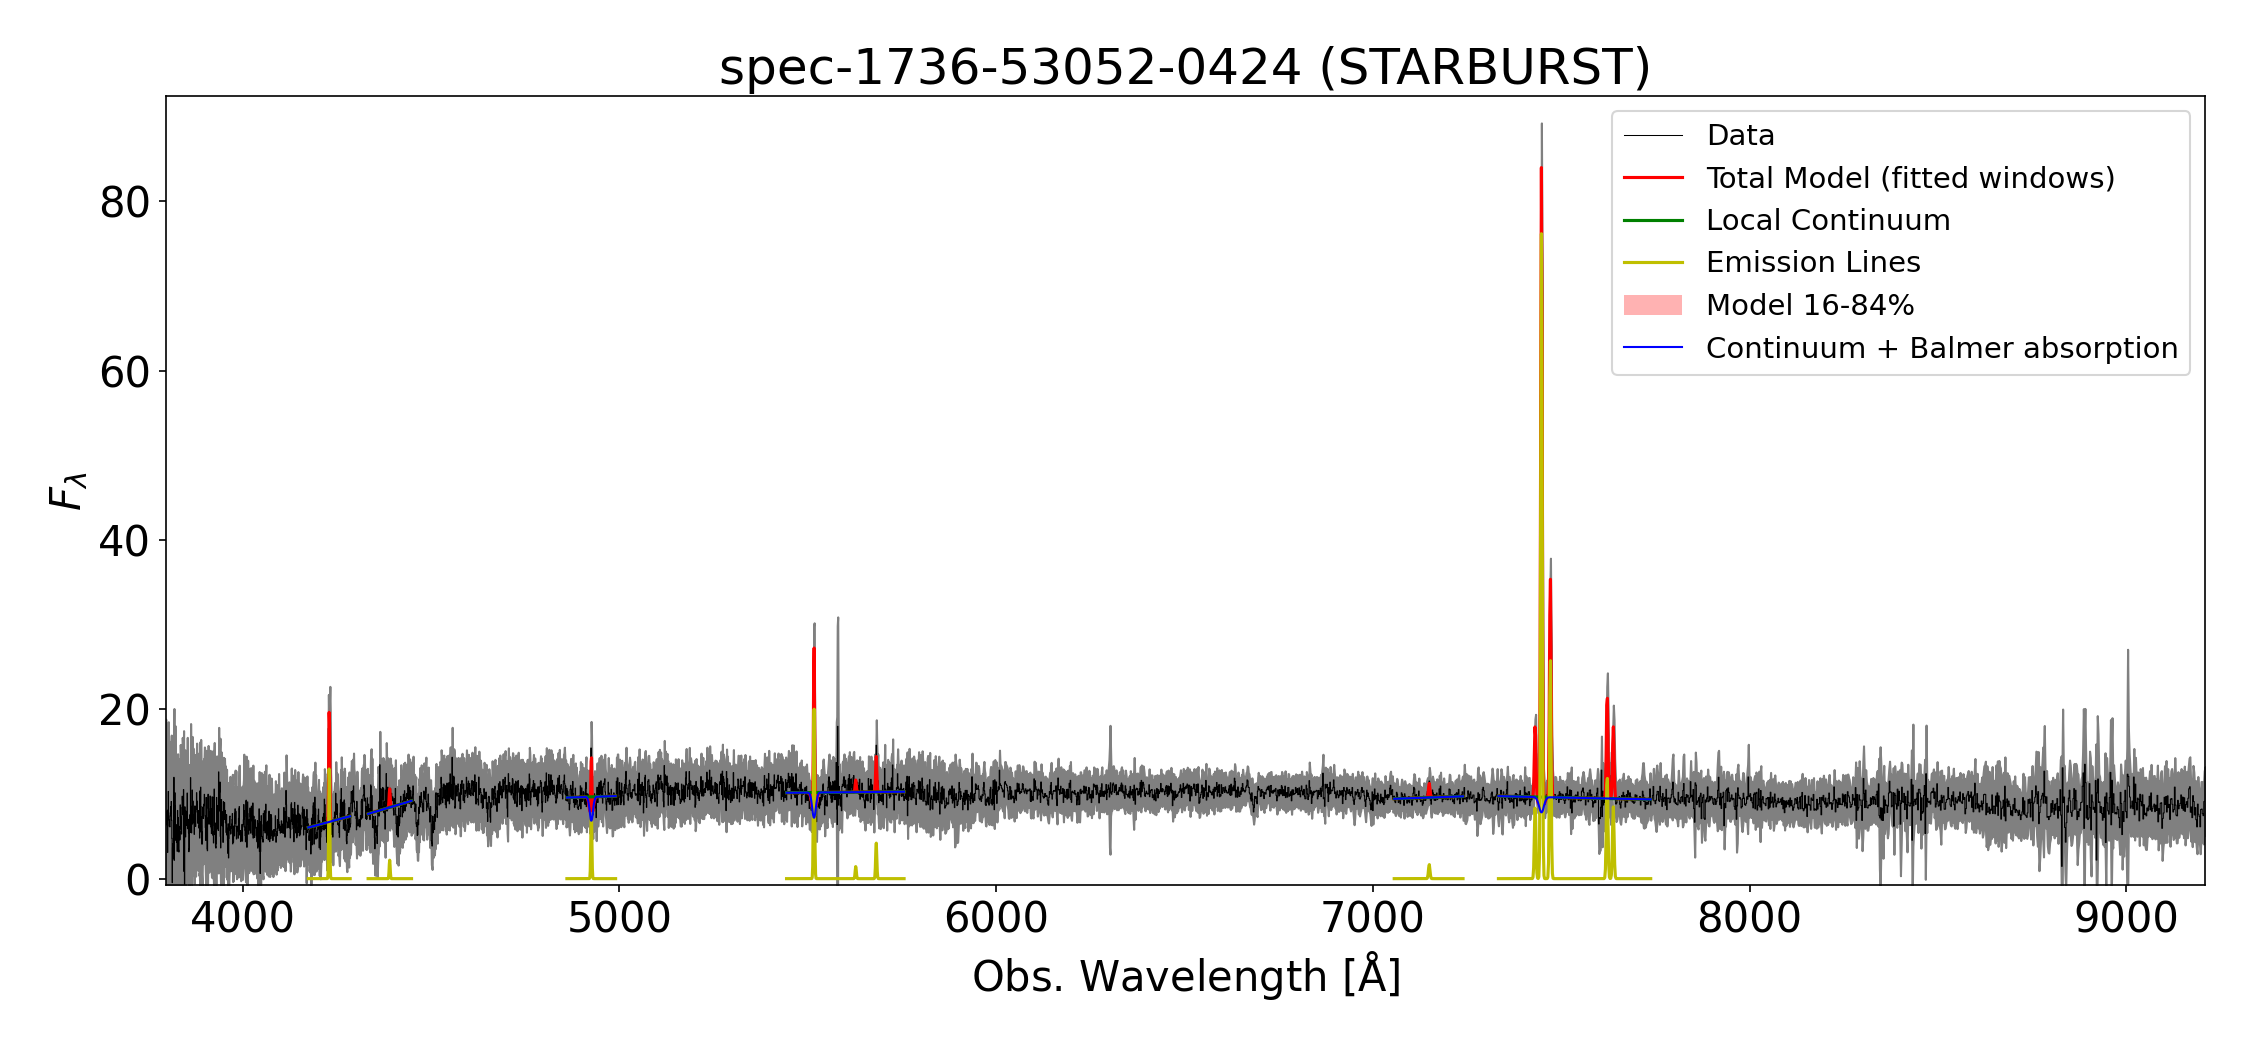 spec-1736-53052-0424 (STARBURST)
Data
Total Model (fitted windows)
Local Continuum
Emission Lines
Model 16-84%
Continuum + Balmer absorption
80
60
40
20
0
Fλ
4000 5000 6000 7000 8000 9000
Obs. Wavelength [Å]